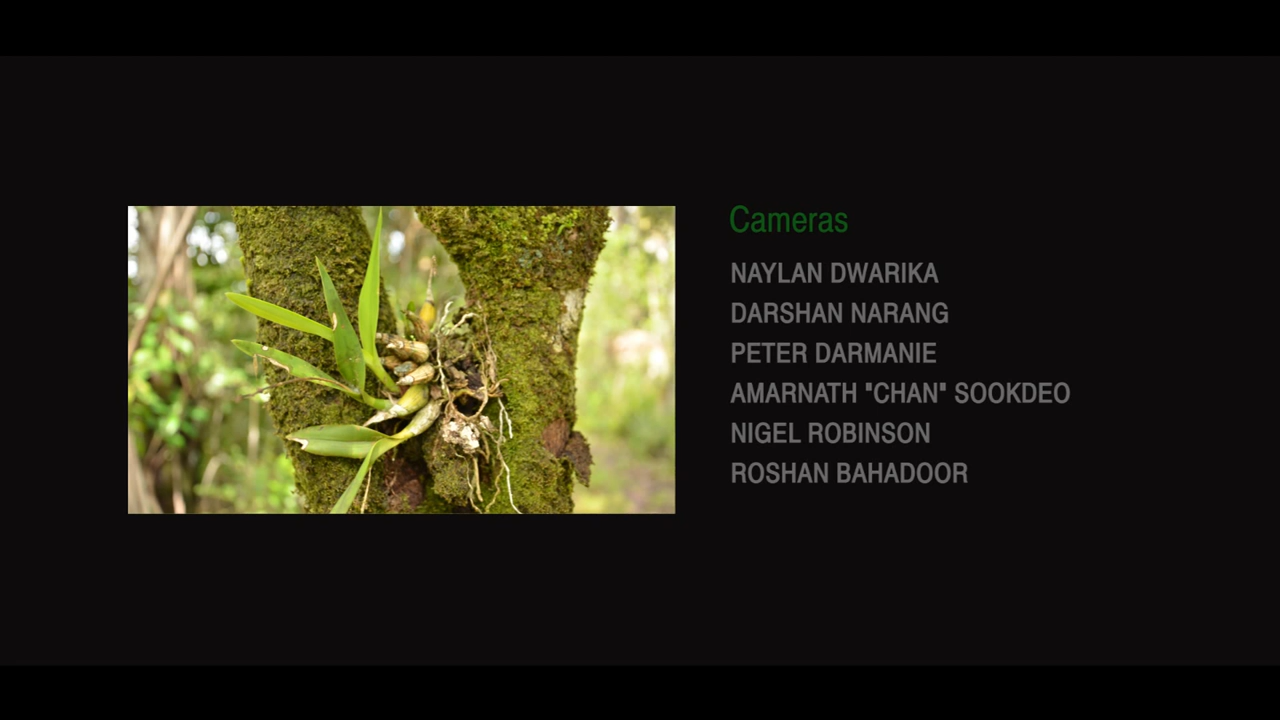 Cameras
NAYLAN DWARIKA
DARSHAN NARANG
PETER DARMANIE
AMARNATH "CHAN" SOOKDEO
NIGEL ROBINSON
ROSHAN BAHADOOR